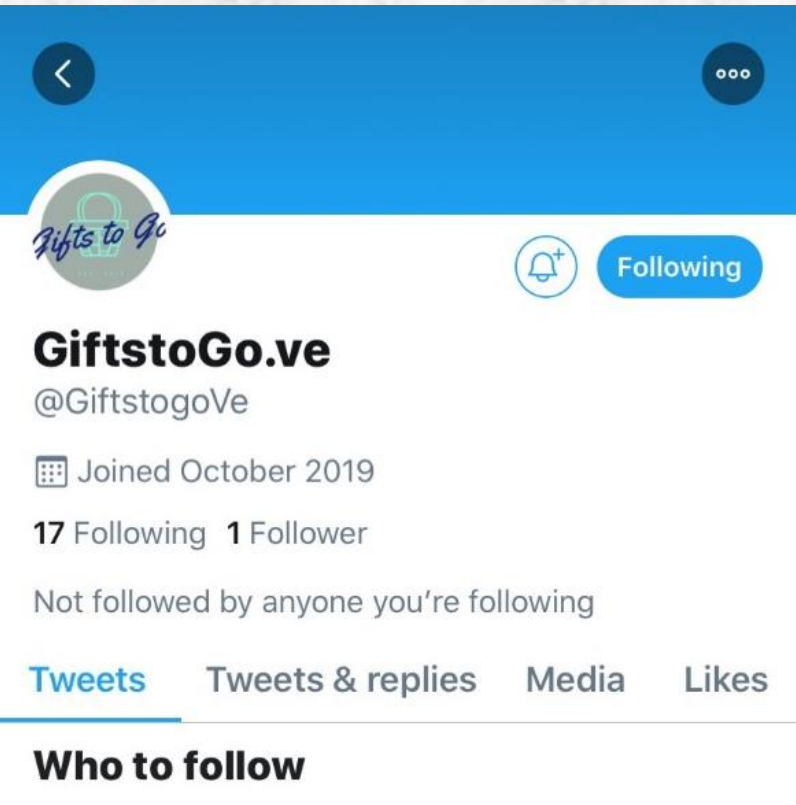 Gifts to Go
Following
GiftstoGo.ve
@GiftstogoVe
Joined October 2019
17 Following 1 Follower
Not followed by anyone you’re following
Tweets Tweets & replies Media Likes
Who to follow